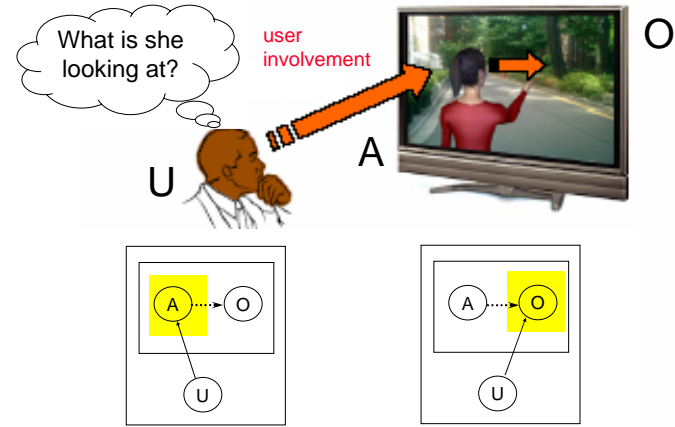 What is she
looking at?
user
involvement
O
A
U
A
O
U
A
O
U